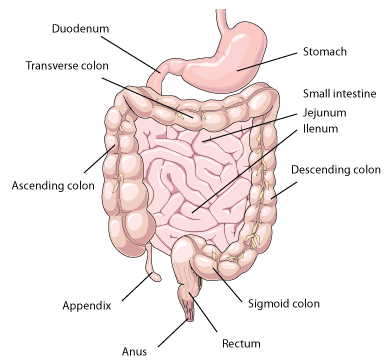 Duodenum
Stomach
Transverse colon
Small intestine
Jejunum
Ilenum
Descending colon
Ascending colon
Appendix
Sigmoid colon
Rectum
Anus